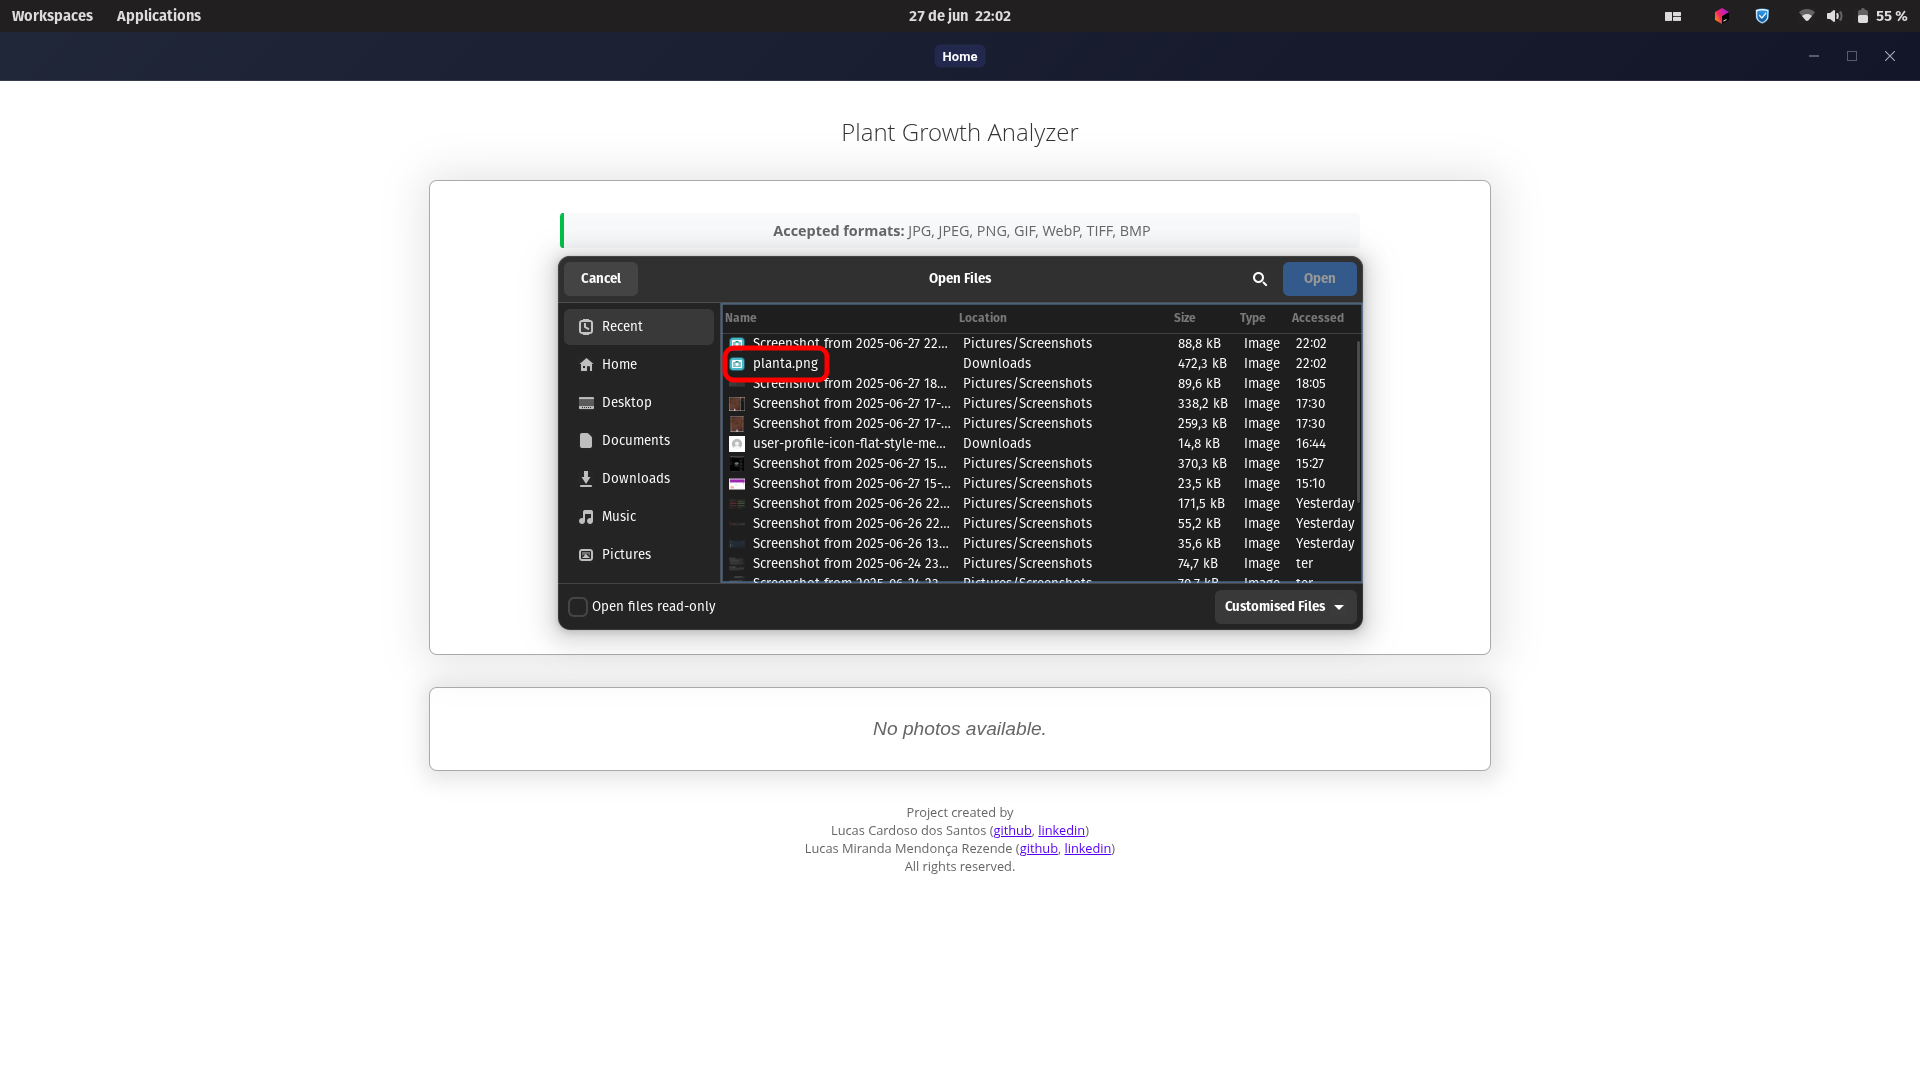 Workspaces Applications 27 de jun 22:02 55 %
Home
Plant Growth Analyzer
Accepted formats: JPG, JPEG, PNG, GIF, WebP, TIFF, BMP
Cancel Open Files Open
Recent
Home
Desktop
Documents
Downloads
Music
Pictures
Name Location Size Type Accessed
Screenshot from 2025-06-27 22... Pictures/Screenshots 88,8 kB Image 22:02
planta.png Downloads 472,3 kB Image 22:02
Screenshot from 2025-06-27 18... Pictures/Screenshots 89,6 kB Image 18:05
Screenshot from 2025-06-27 17-... Pictures/Screenshots 338,2 kB Image 17:30
Screenshot from 2025-06-27 17-... Pictures/Screenshots 259,3 kB Image 17:30
user-profile-icon-flat-style-me... Downloads 14,8 kB Image 16:44
Screenshot from 2025-06-27 15... Pictures/Screenshots 370,3 kB Image 15:27
Screenshot from 2025-06-27 15-... Pictures/Screenshots 23,5 kB Image 15:10
Screenshot from 2025-06-26 22... Pictures/Screenshots 171,5 kB Image Yesterday
Screenshot from 2025-06-26 22... Pictures/Screenshots 55,2 kB Image Yesterday
Screenshot from 2025-06-26 13... Pictures/Screenshots 35,6 kB Image Yesterday
Screenshot from 2025-06-24 23... Pictures/Screenshots 74,7 kB Image ter
Open files read-only Customised Files
No photos available.
Project created by
Lucas Cardoso dos Santos (github, linkedin)
Lucas Miranda Mendonça Rezende (github, linkedin)
All rights reserved.